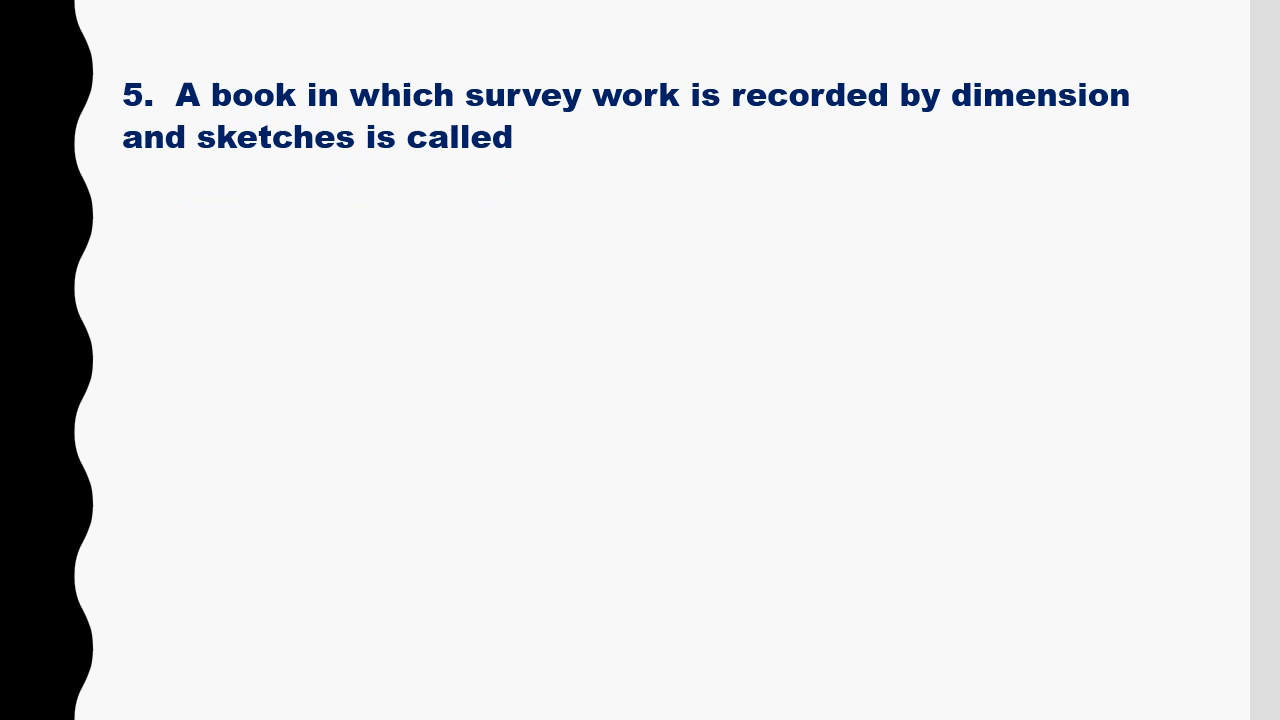 5.  A book in which survey work is recorded by dimension
and sketches is called